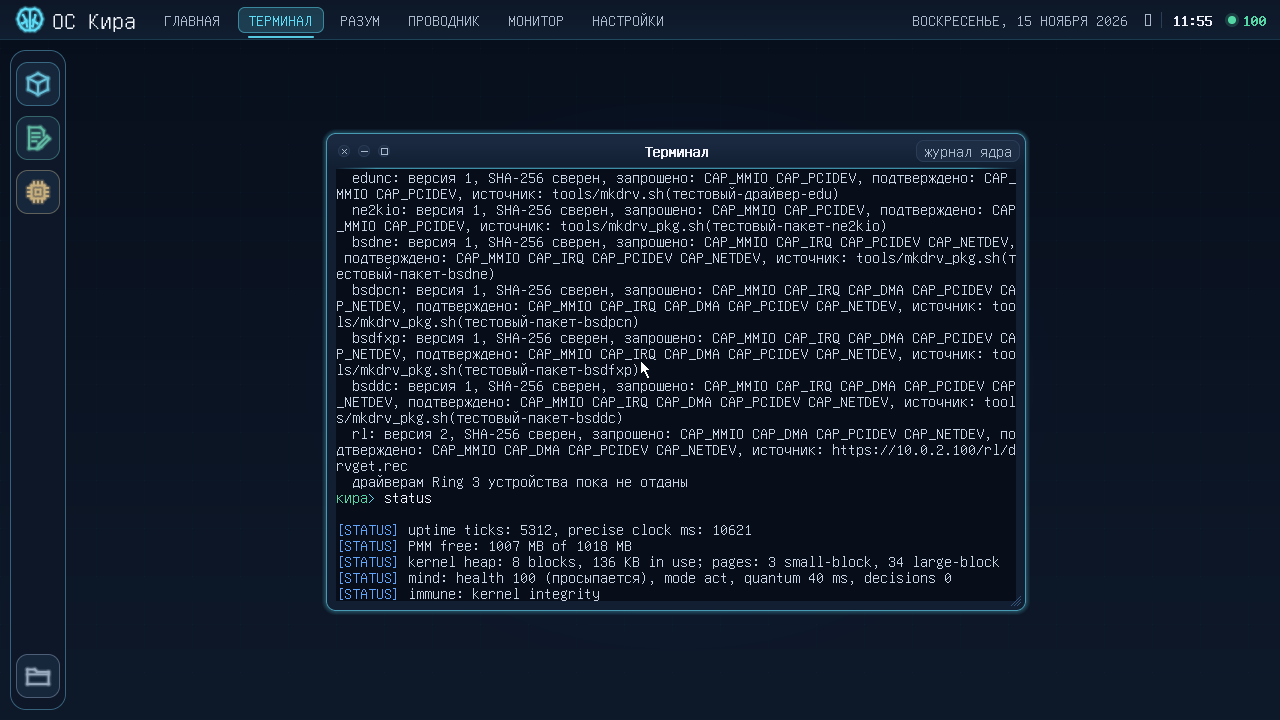 ОС Кира
ГЛАВНАЯ
ТЕРМИНАЛ
РАЗУМ
ПРОВОДНИК
МОНИТОР
НАСТРОЙКИ
ВОСКРЕСЕНЬЕ, 15 НОЯБРЯ 2026
11:55
100
Терминал
журнал ядра
edunc: версия 1, SHA-256 сверен, запрошено: CAP_MMIO CAP_PCIDEV, подтверждено: CAP_
MMIO CAP_PCIDEV, источник: tools/mkdrv.sh(тестовый-драйвер-edu)
ne2kio: версия 1, SHA-256 сверен, запрошено: CAP_MMIO CAP_PCIDEV, подтверждено: CAP
_MMIO CAP_PCIDEV, источник: tools/mkdrv_pkg.sh(тестовый-пакет-ne2kio)
bsdne: версия 1, SHA-256 сверен, запрошено: CAP_MMIO CAP_IRQ CAP_PCIDEV CAP_NETDEV,
подтверждено: CAP_MMIO CAP_IRQ CAP_PCIDEV CAP_NETDEV, источник: tools/mkdrv_pkg.sh(т
естовый-пакет-bsdne)
bsdpcn: версия 1, SHA-256 сверен, запрошено: CAP_MMIO CAP_IRQ CAP_DMA CAP_PCIDEV CA
P_NETDEV, подтверждено: CAP_MMIO CAP_IRQ CAP_DMA CAP_PCIDEV CAP_NETDEV, источник: too
ls/mkdrv_pkg.sh(тестовый-пакет-bsdpcn)
bsdfxp: версия 1, SHA-256 сверен, запрошено: CAP_MMIO CAP_IRQ CAP_DMA CAP_PCIDEV CA
P_NETDEV, подтверждено: CAP_MMIO CAP_IRQ CAP_DMA CAP_PCIDEV CAP_NETDEV, источник: too
ls/mkdrv_pkg.sh(тестовый-пакет-bsdfxp)
bsddc: версия 1, SHA-256 сверен, запрошено: CAP_MMIO CAP_IRQ CAP_DMA CAP_PCIDEV CAP
_NETDEV, подтверждено: CAP_MMIO CAP_IRQ CAP_DMA CAP_PCIDEV CAP_NETDEV, источник: tool
s/mkdrv_pkg.sh(тестовый-пакет-bsddc)
rl: версия 2, SHA-256 сверен, запрошено: CAP_MMIO CAP_DMA CAP_PCIDEV CAP_NETDEV, по
дтверждено: CAP_MMIO CAP_DMA CAP_PCIDEV CAP_NETDEV, источник: https://10.0.2.100/rl/d
rvget.rec
драйверам Ring 3 устройства пока не отданы
кира> status
[STATUS] uptime ticks: 5312, precise clock ms: 10621
[STATUS] PMM free: 1007 MB of 1018 MB
[STATUS] kernel heap: 8 blocks, 136 KB in use; pages: 3 small-block, 34 large-block
[STATUS] mind: health 100 (просыпается), mode act, quantum 40 ms, decisions 0
[STATUS] immune: kernel integrity